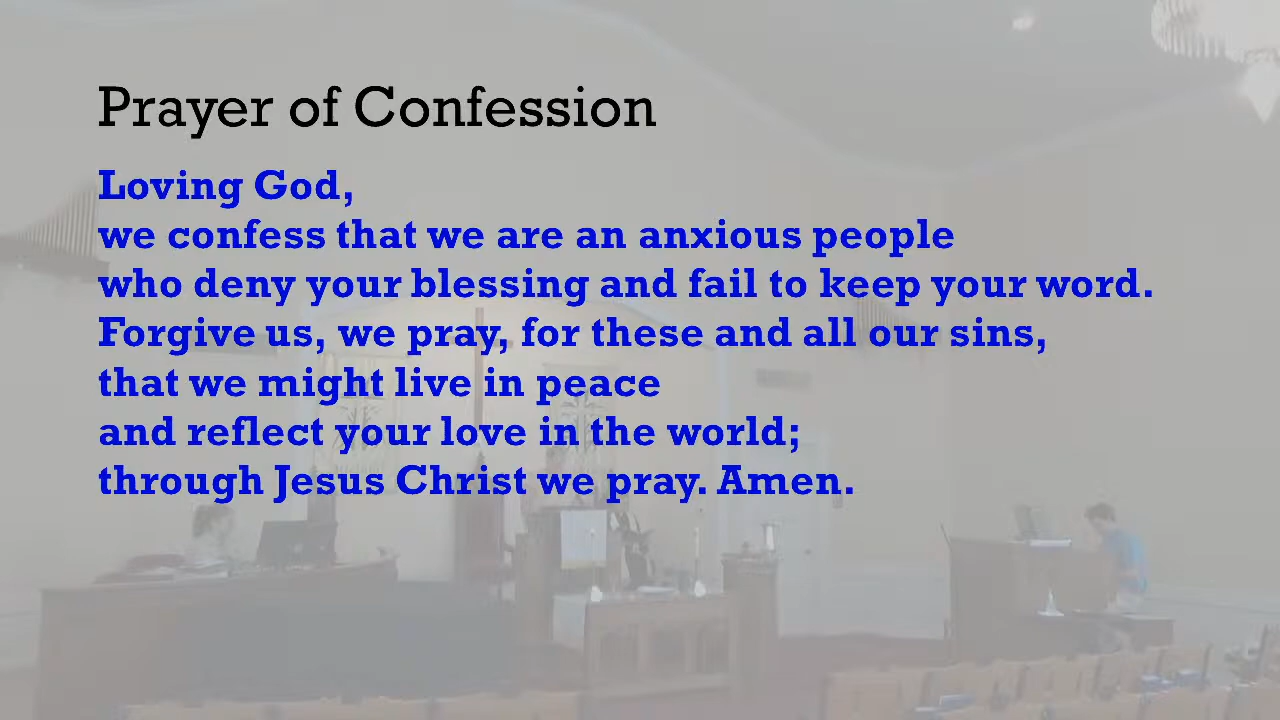 Prayer of Confession
Loving God,
we confess that we are an anxious people
who deny your blessing and fail to keep your word.
Forgive us, we pray, for these and all our sins,
that we might live in peace
and reflect your love in the world;
through Jesus Christ we pray. Amen.